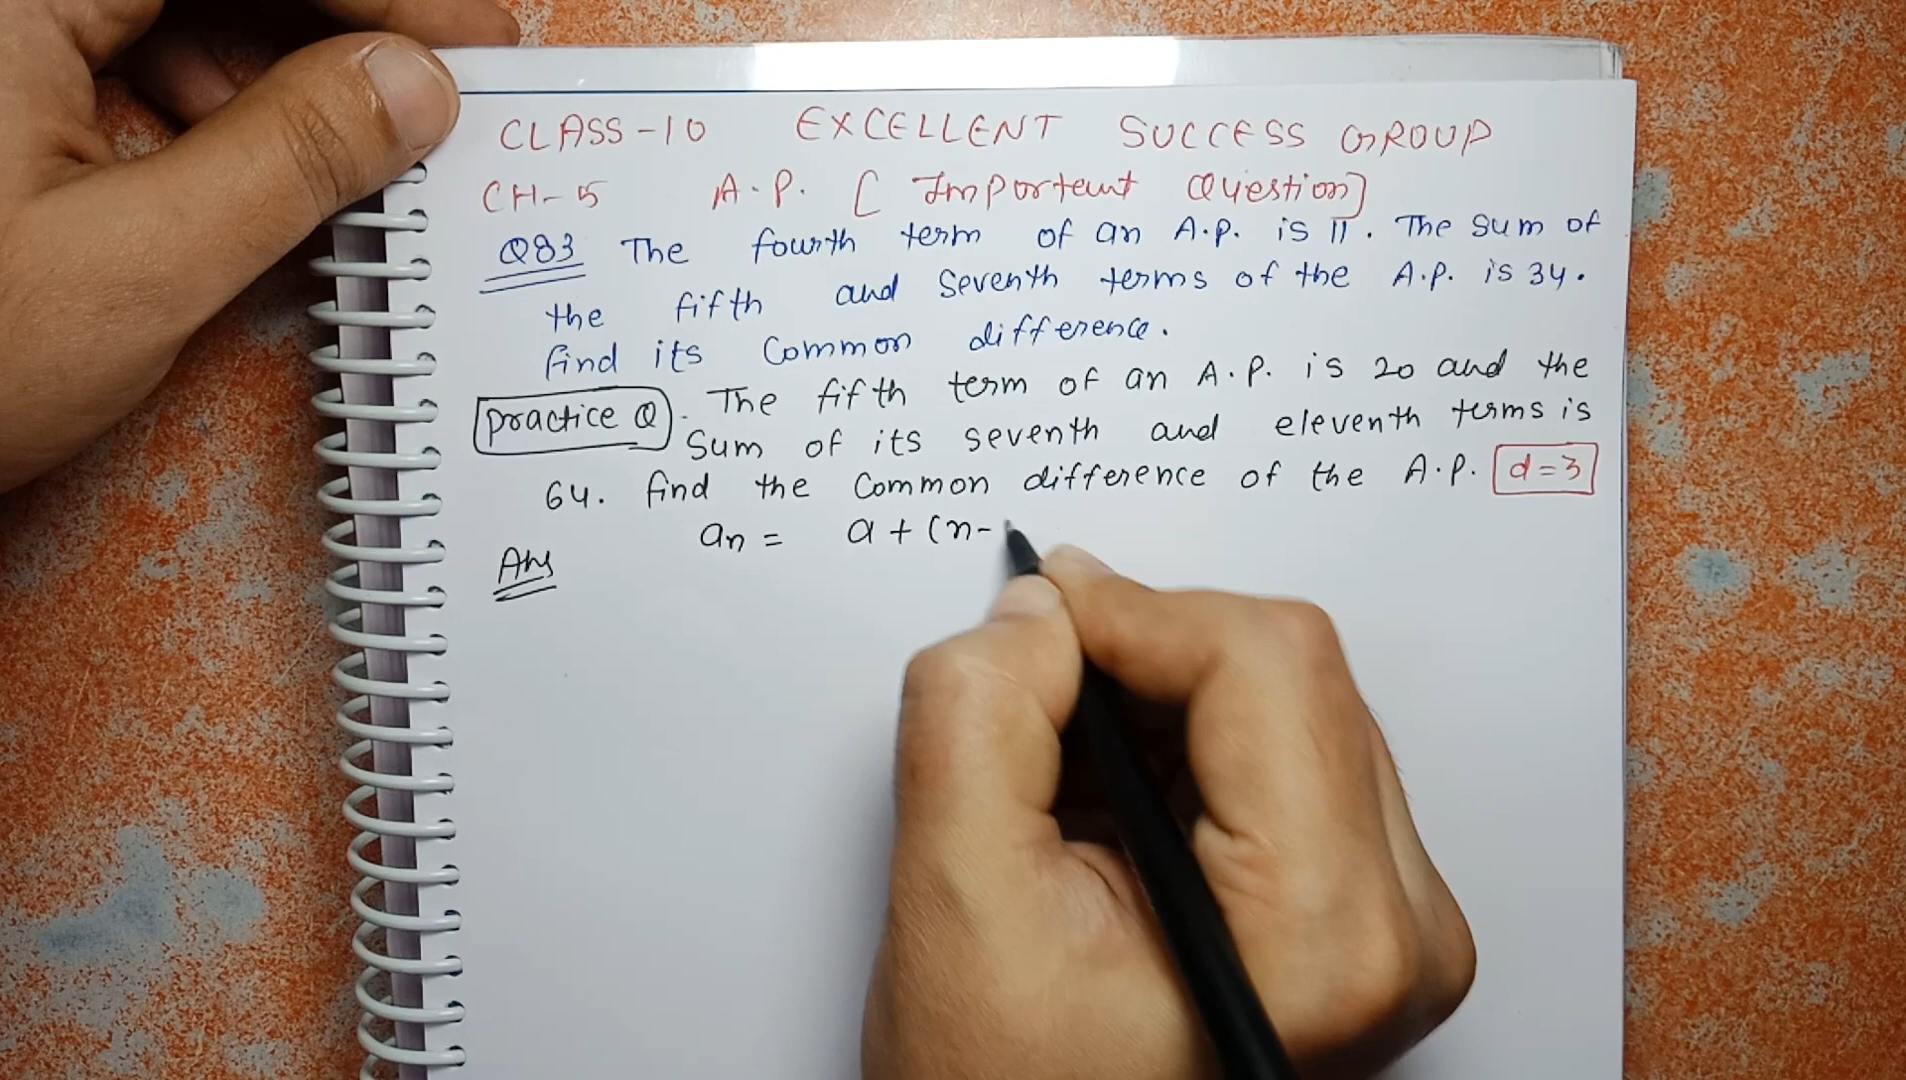 CLASS-10 EXCELLENT SUCCESS GROUP
CH-5 A.P. [Importent Question]
Q83 The fourth term of an A.P. is 11. The sum of
the fifth and seventh terms of the A.P. is 34.
find its common difference.
Practice Q. The fifth term of an A.P. is 20 and the
sum of its seventh and eleventh terms is
64. find the common difference of the A.P. d=3
an = a + (n-
Ans